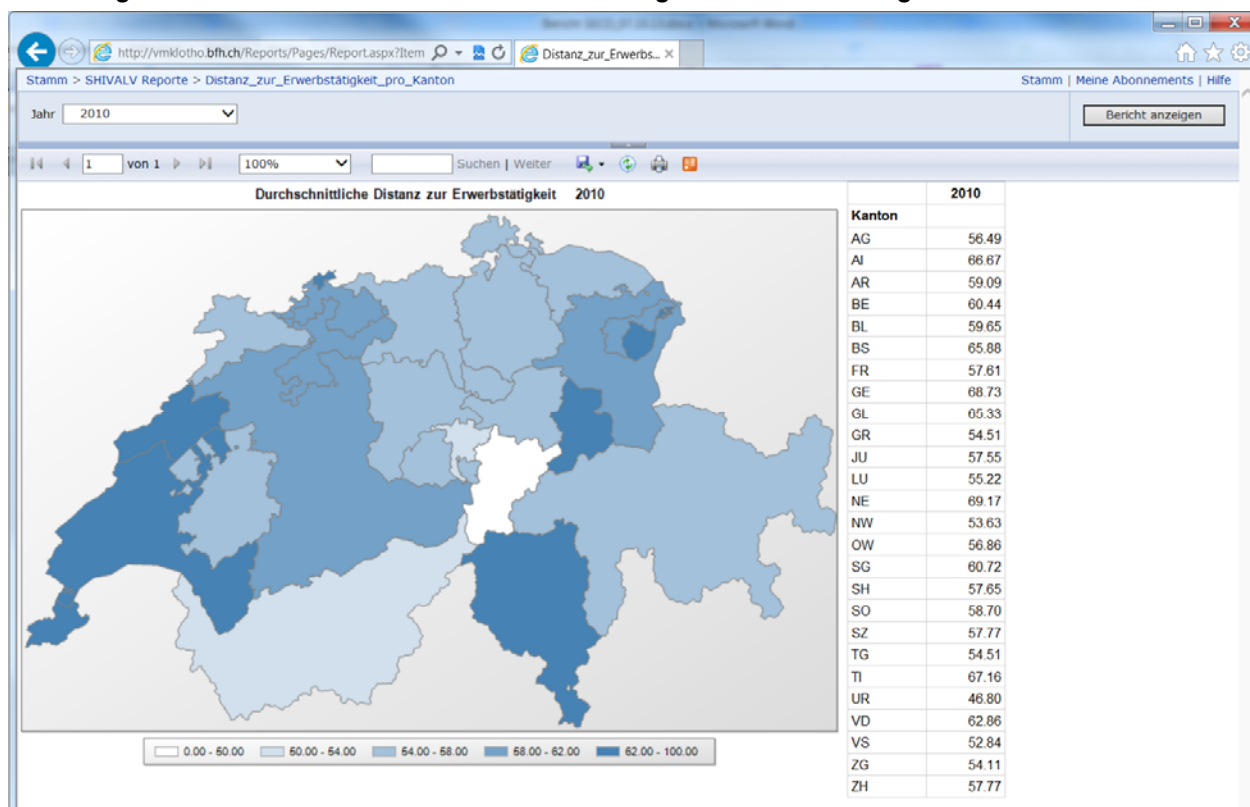 http://vmklotho.bfh.ch/Reports/Pages/Report.aspx?Item
Distanz_zur_Erwerbs...
Stamm > SHIVALV Reporte > Distanz_zur_Erwerbstätigkeit_pro_Kanton
Stamm | Meine Abonnements | Hilfe
Jahr 2010
Bericht anzeigen
1 von 1 100% Suchen | Weiter
Durchschnittliche Distanz zur Erwerbstätigkeit 2010
2010
Kanton
AG 56.49
AI 66.67
AR 59.09
BE 60.44
BL 59.65
BS 65.88
FR 57.61
GE 68.73
GL 65.33
GR 54.51
JU 57.55
LU 55.22
NE 69.17
NW 53.63
OW 56.86
SG 60.72
SH 57.65
SO 58.70
SZ 57.77
TG 54.51
TI 67.16
UR 46.80
VD 62.86
VS 52.84
ZG 54.11
ZH 57.77
0.00 - 50.00 50.00 - 54.00 54.00 - 58.00 58.00 - 62.00 62.00 - 100.00